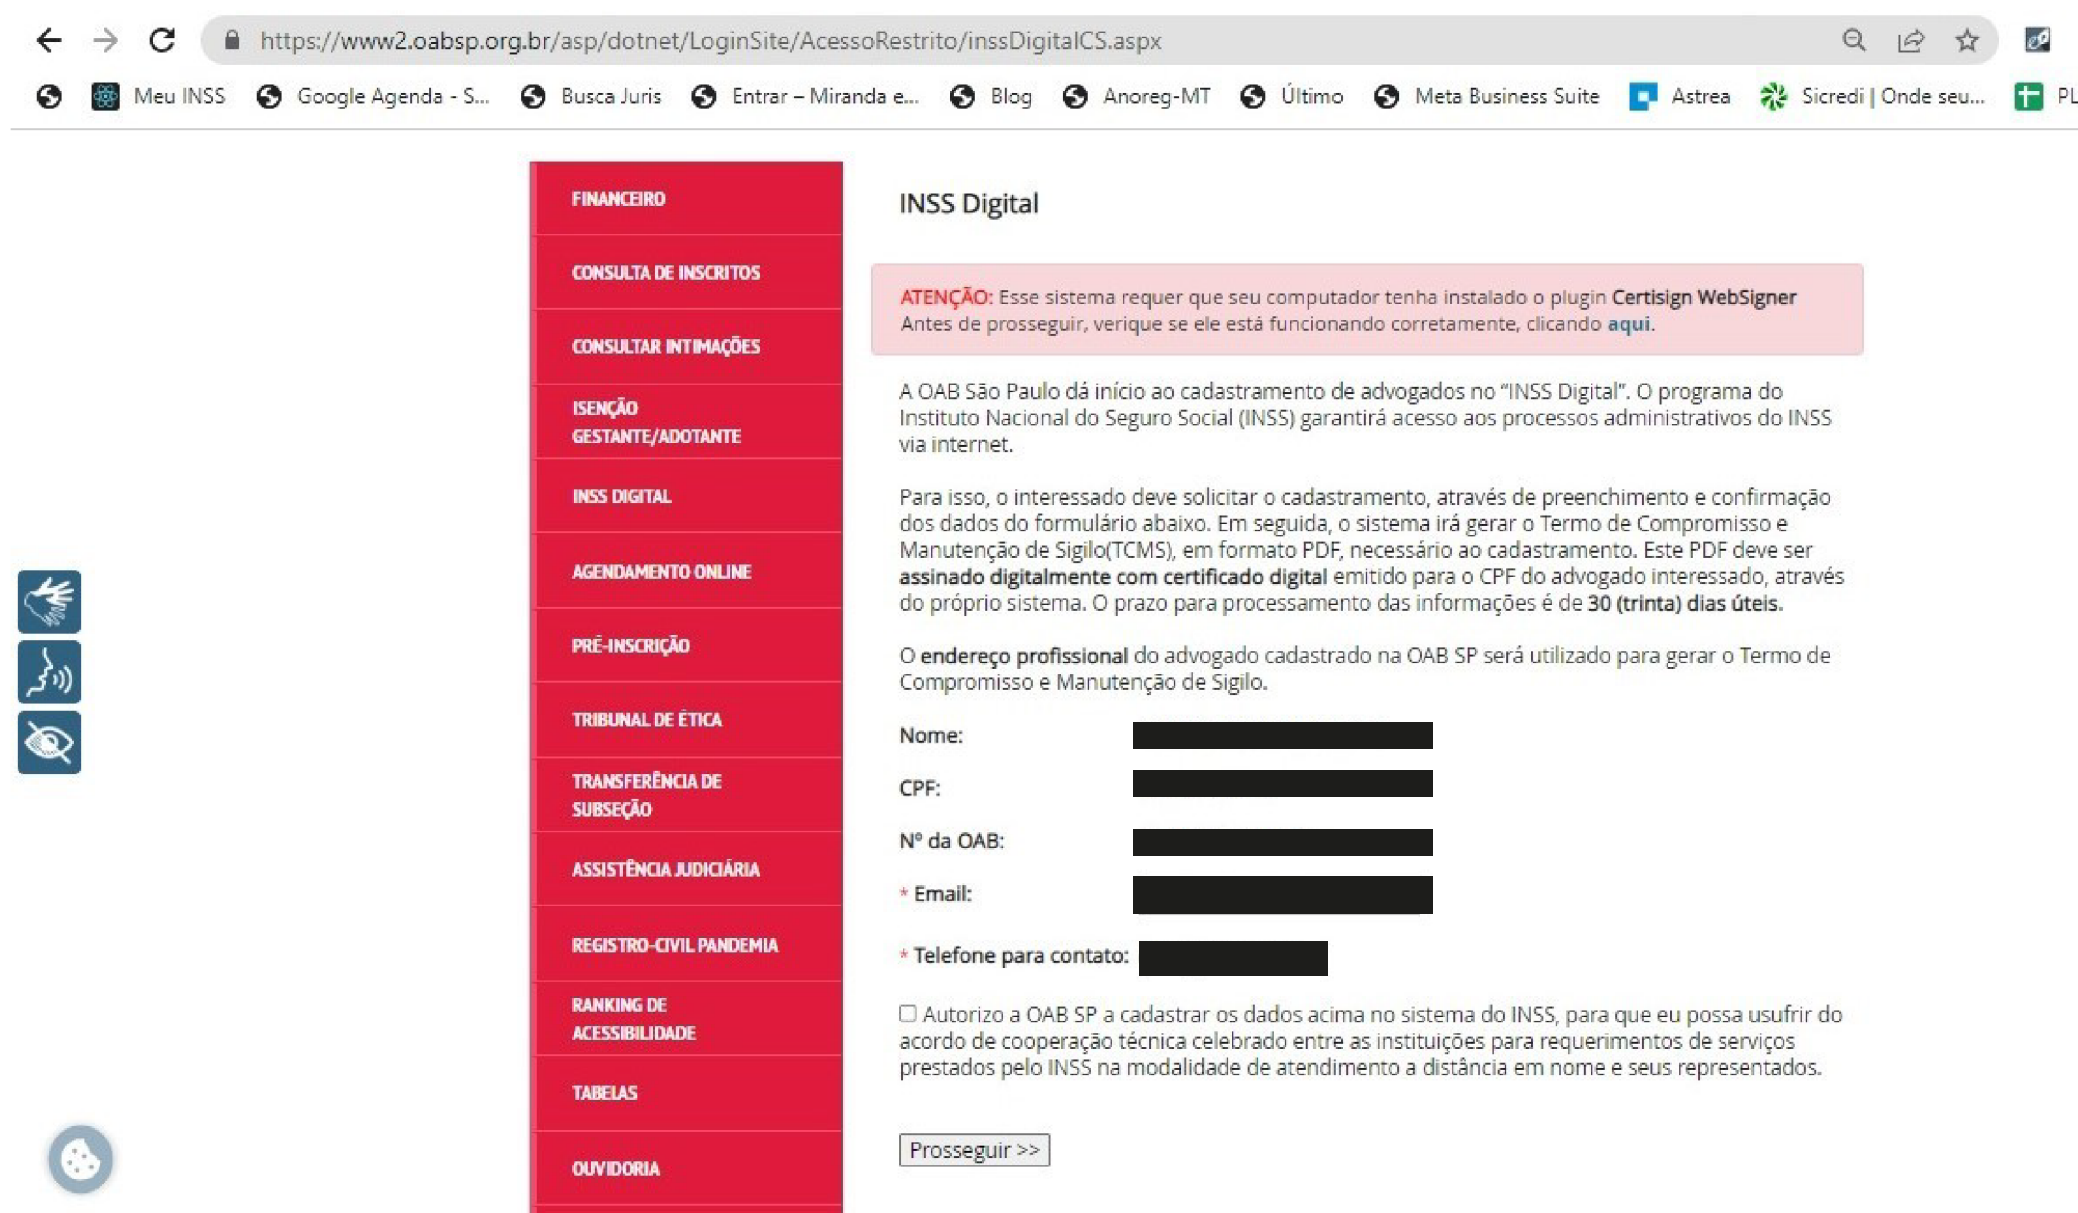 https://www2.oabsp.org.br/asp/dotnet/LoginSite/AcessoRestrito/inssDigitalCS.aspx
Meu INSS Google Agenda - S... Busca Juris Entrar – Miranda e... Blog Anoreg-MT Último Meta Business Suite Astrea Sicredi | Onde seu... PL
FINANCEIRO
CONSULTA DE INSCRITOS
CONSULTAR INTIMAÇÕES
ISENÇÃO
GESTANTE/ADOTANTE
INSS DIGITAL
AGENDAMENTO ONLINE
PRÉ-INSCRIÇÃO
TRIBUNAL DE ÉTICA
TRANSFERÊNCIA DE
SUBSEÇÃO
ASSISTÊNCIA JUDICIÁRIA
REGISTRO-CIVIL PANDEMIA
RANKING DE
ACESSIBILIDADE
TABELAS
OUVIDORIA
INSS Digital
ATENÇÃO: Esse sistema requer que seu computador tenha instalado o plugin Certisign WebSigner
Antes de prosseguir, verique se ele está funcionando corretamente, clicando aqui.
A OAB São Paulo dá início ao cadastramento de advogados no “INSS Digital”. O programa do
Instituto Nacional do Seguro Social (INSS) garantirá acesso aos processos administrativos do INSS
via internet.
Para isso, o interessado deve solicitar o cadastramento, através de preenchimento e confirmação
dos dados do formulário abaixo. Em seguida, o sistema irá gerar o Termo de Compromisso e
Manutenção de Sigilo(TCMS), em formato PDF, necessário ao cadastramento. Este PDF deve ser
assinado digitalmente com certificado digital emitido para o CPF do advogado interessado, através
do próprio sistema. O prazo para processamento das informações é de 30 (trinta) dias úteis.
O endereço profissional do advogado cadastrado na OAB SP será utilizado para gerar o Termo de
Compromisso e Manutenção de Sigilo.
Nome:
CPF:
Nº da OAB:
* Email:
* Telefone para contato:
Autorizo a OAB SP a cadastrar os dados acima no sistema do INSS, para que eu possa usufrir do
acordo de cooperação técnica celebrado entre as instituições para requerimentos de serviços
prestados pelo INSS na modalidade de atendimento a distância em nome e seus representados.
Prosseguir >>